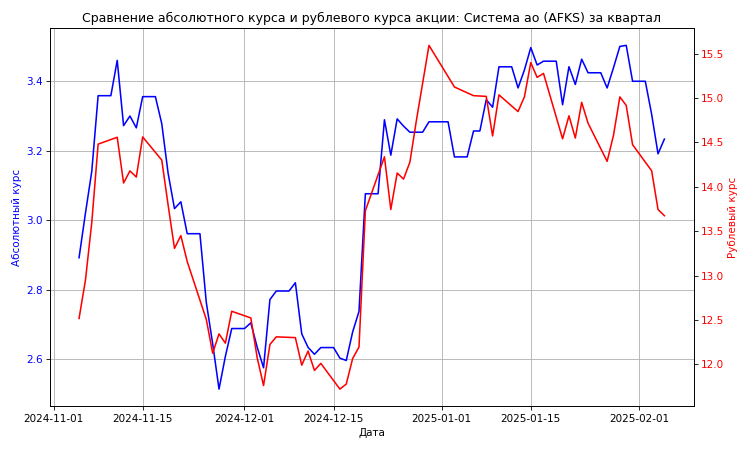 Сравнение абсолютного курса и рублевого курса акции: Система ао (AFKS) за квартал
Абсолютный курс
3.4
3.2
3.0
2.8
2.6
15.5
15.0
14.5
14.0
13.5
13.0
12.5
12.0
Рублевый курс
2024-11-01 2024-11-15 2024-12-01 2024-12-15 2025-01-01 2025-01-15 2025-02-01
Дата